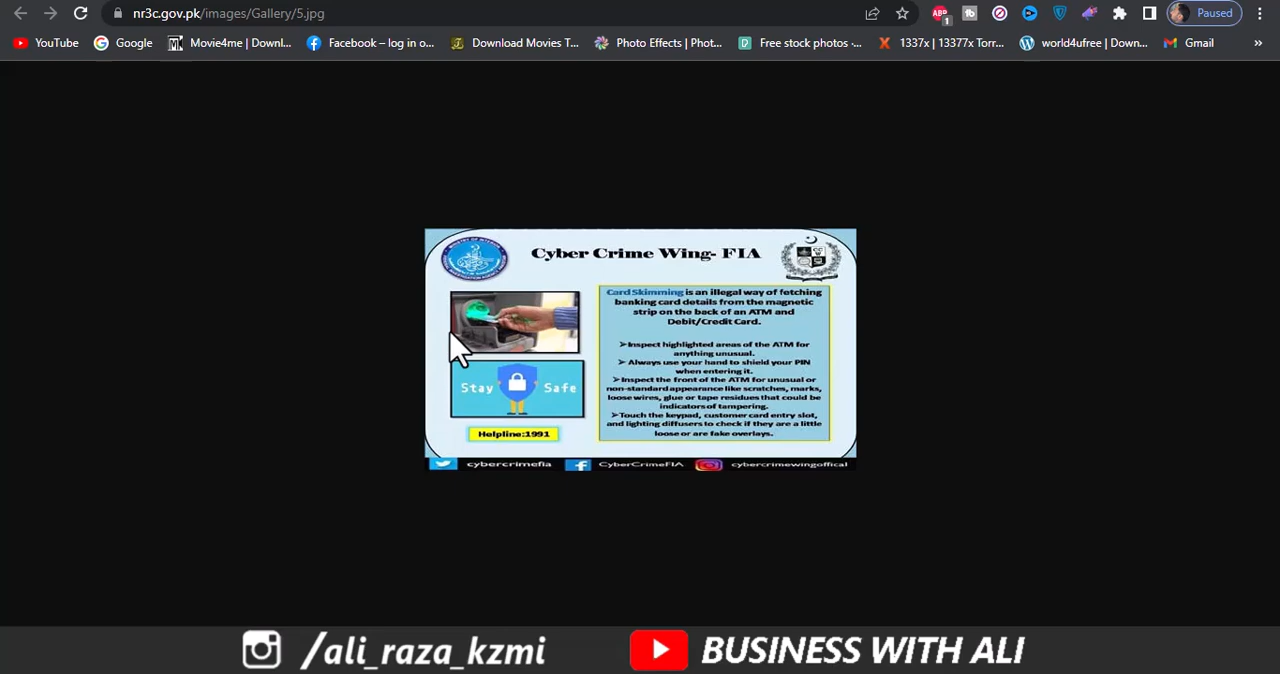 nr3c.gov.pk/images/Gallery/5.jpg
ABP
1
tb
Paused
YouTube
Google
Movie4me | Downl...
Facebook – log in o...
Download Movies T...
Photo Effects | Phot...
Free stock photos -...
1337x | 13377x Torr...
world4ufree | Down...
Gmail
»
Cyber Crime Wing- FIA
Card Skimming is an illegal way of fetching
banking card details from the magnetic
strip on the back of an ATM and
Debit/Credit Card.
➢Inspect highlighted areas of the ATM for
anything unusual.
➢Always use your hand to shield your PIN
when entering it.
➢Inspect the front of the ATM for unusual or
non-standard appearance like scratches, marks,
loose wires, glue or tape residues that could be
indicators of tampering.
➢Touch the keypad, customer card entry slot,
and lighting diffusers to check if they are a little
loose or are fake overlays.
Stay Safe
Helpline:1991
cybercrimefia CyberCrimeFIA cybercrimewingoffical
/ali_raza_kzmi BUSINESS WITH ALI